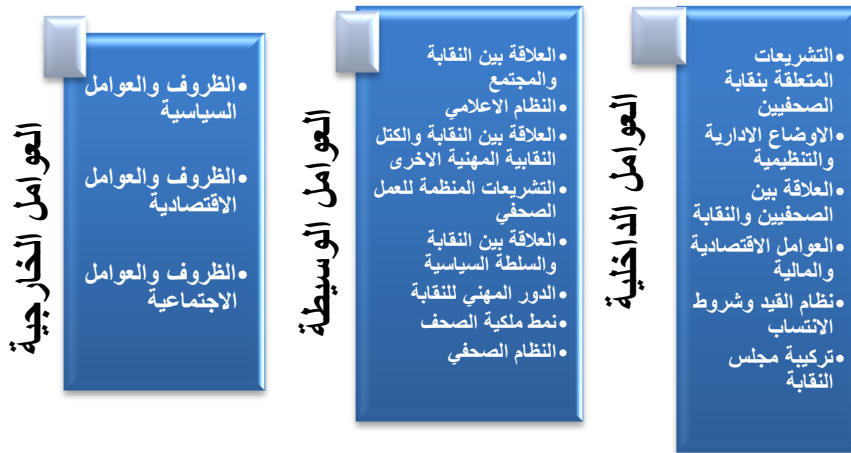 العوامل الداخلية
•التشريعات
المتعلقة بنقابة
الصحفيين
•الاوضاع الادارية
والتنظيمية
•العلاقة بين
الصحفيين والنقابة
•العوامل الاقتصادية
والمالية
•نظام القيد وشروط
الانتساب
•تركيبة مجلس
النقابة
العوامل الوسيطة
•العلاقة بين النقابة
والمجتمع
•النظام الاعلامي
•العلاقة بين النقابة والكتل
النقابية المهنية الاخرى
•التشريعات المنظمة للعمل
الصحفي
•العلاقة بين النقابة
والسلطة السياسية
•الدور المهني للنقابة
•نمط ملكية الصحف
•النظام الصحفي
العوامل الخارجية
•الظروف والعوامل
السياسية
•الظروف والعوامل
الاقتصادية
•الظروف والعوامل
الاجتماعية